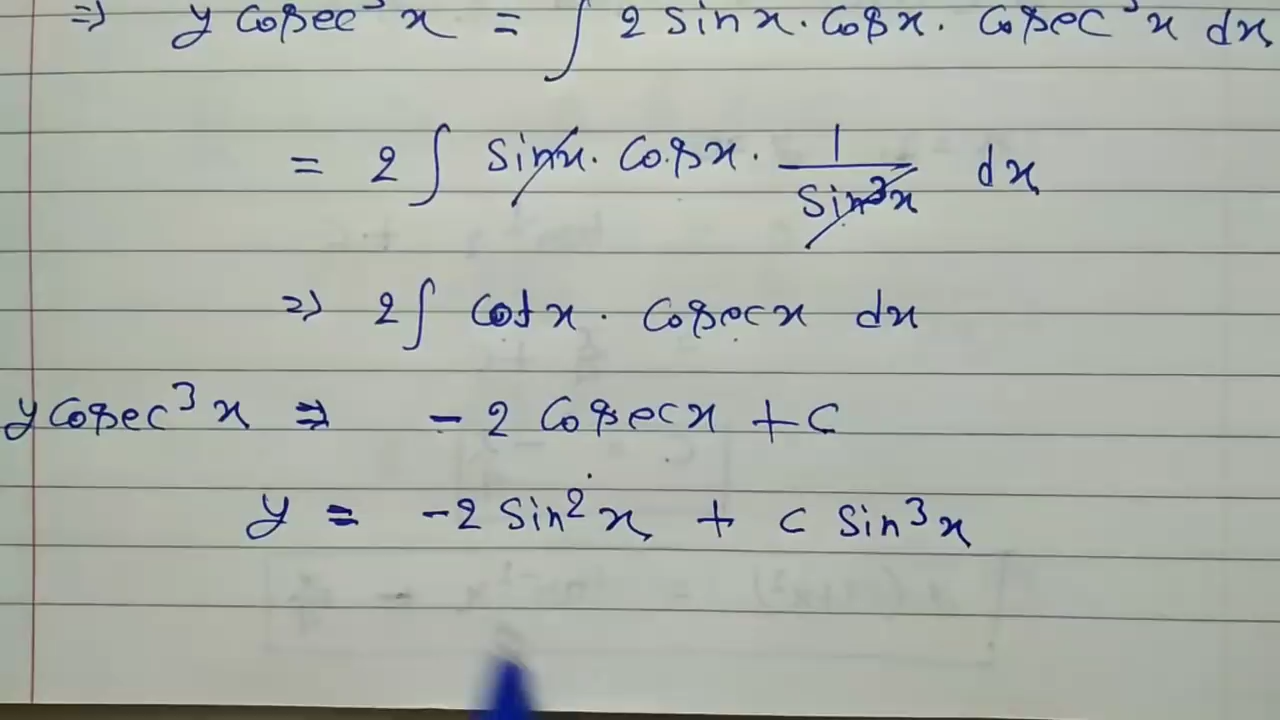 ⇒ y cosec³ x = ∫ 2 sin x · cos x · cosec³ x dx
= 2 ∫ sin x · cos x · 1/sin³x dx
⇒ 2 ∫ cot x · cosec x dx
y cosec³ x ⇒ -2 cosec x + c
y = -2 sin² x + c sin³ x